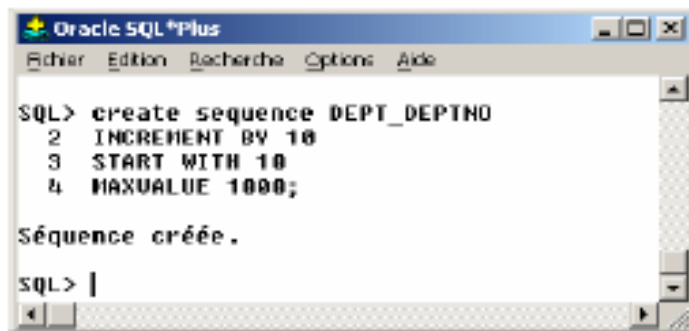 Oracle SQL*Plus
Fichier Edition Recherche Options Aide
SQL> create sequence DEPT_DEPTNO
2 INCREMENT BY 10
3 START WITH 10
4 MAXVALUE 1000;
Séquence créée.
SQL>